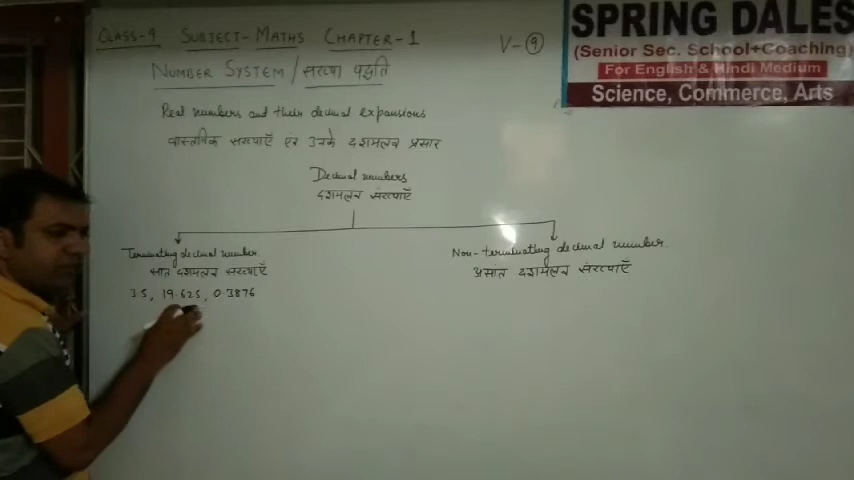 CLASS-9 SUBJECT-MATHS CHAPTER-1
V-9
NUMBER SYSTEM/संख्या पद्धति
SPRING DALES
(Senior Sec. School+Coaching)
For English & Hindi Medium
Science, Commerce, Arts
Real numbers and their decimal expansions
वास्तविक संख्याएँ एवं उनके दशमलव प्रसार
Decimal numbers
दशमलव संख्याएँ
Terminating decimal number.
सांत दशमलव संख्याएँ
3.5, 19.625, 0.3876
Non-terminating decimal number.
असांत दशमलव संख्याएँ